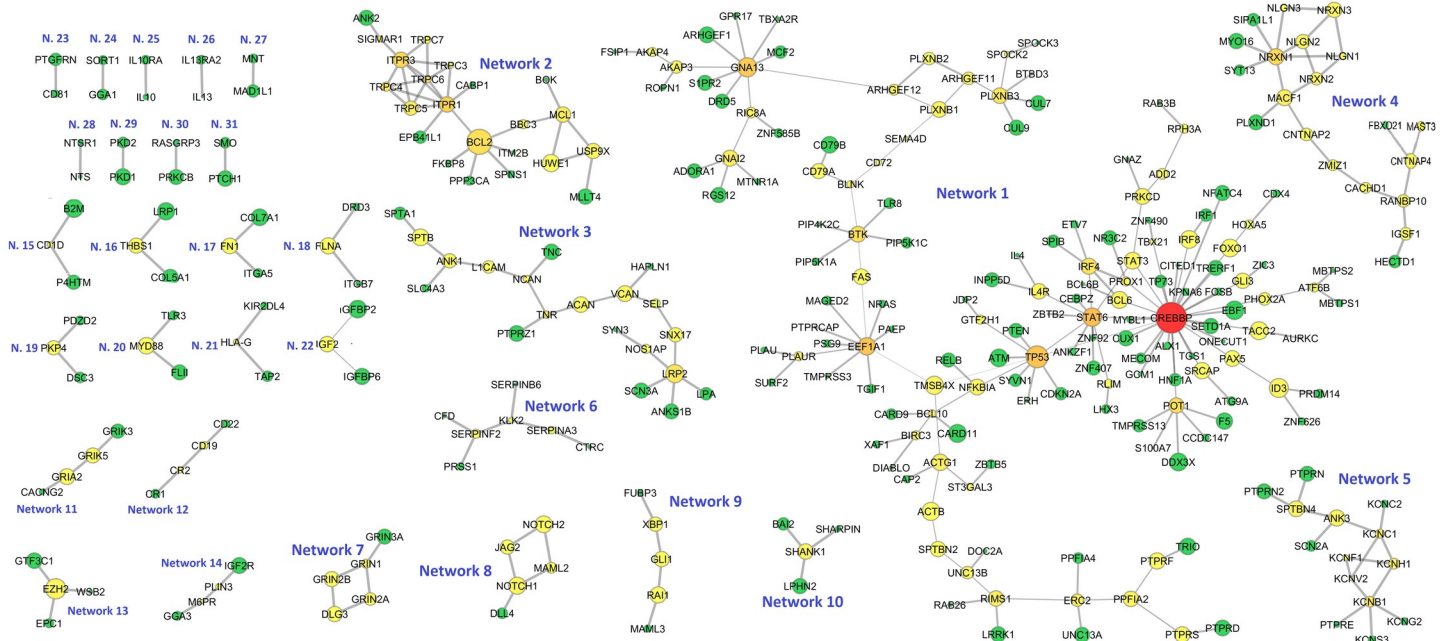 N. 23
N. 24
N. 25
N. 26
N. 27
PTGFRN
SORT1
IL10RA
IL13RA2
MNT
CD81
GGA1
IL10
IL13
MAD1L1
N. 28
N. 29
N. 30
N. 31
NTSR1
PKD2
RASGRP3
SMO
NTS
PKD1
PRKCB
PTCH1
B2M
LRP1
COL7A1
DRD3
N. 15
CD1D
N. 16
THBS1
N. 17
FN1
N. 18
FLNA
P4HTM
COL5A1
ITGA5
ITGB7
PDZD2
TLR3
KIR2DL4
IGFBP2
N. 19
PKP4
N. 20
MYD88
N. 21
HLA-G
N. 22
IGF2
DSC3
FLII
TAP2
IGFBP6
GRIK3
GRIK5
GRIA2
CACNG2
Network 11
CD22
CD19
CR2
CR1
Network 12
GTF3C1
EZH2
WSB2
EPC1
Network 13
Network 14
IGF2R
PLIN3
M6PR
GGA3
Network 7
GRIN3A
GRIN1
GRIN2B
GRIN2A
DLG3
Network 8
NOTCH2
JAG2
MAML2
NOTCH1
DLL4
Network 9
FUBP3
XBP1
GLI1
RAI1
MAML3
Network 10
BAI2
SHARPIN
SHANK1
LPHN2
Network 6
SERPINB6
CFD
KLK2
SERPINF2
SERPINA3
CTRC
PRSS1
Network 2
ANK2
SIGMAR1
TRPC7
ITPR3
TRPC3
TRPC6
TRPC4
CABP1
TRPC5
ITPR1
EPB41L1
BOK
MCL1
BBC3
BCL2
ITM2B
USP9X
HUWE1
FKBP8
SPNS1
PPP3CA
MLLT4
Network 3
SPTA1
SPTB
ANK1
SLC4A3
L1CAM
NCAN
TNC
TNR
PTPRZ1
ACAN
VCAN
HAPLN1
SELP
SYN3
NOS1AP
SNX17
LRP2
SCN3A
LPA
ANKS1B
Network 1
GPR17
TBXA2R
ARHGEF1
MCF2
FSIP1
AKAP4
AKAP3
GNA13
ROPN1
S1PR2
DRD5
RIC8A
ZNF585B
GNAI2
ADORA1
MTNR1A
RGS12
SPOCK3
PLXNB2
SPOCK2
ARHGEF11
BTBD3
ARHGEF12
PLXNB3
CUL7
PLXNB1
CUL9
SEMA4D
CD79B
CD79A
CD72
BLNK
TLR8
PIP4K2C
BTK
PIP5K1C
PIP5K1A
FAS
MAGED2
NRAS
PTPRCAP
PAEP
PSG9
EEF1A1
PLAU
PLAUR
TMPRSS3
SURF2
TGIF1
RELB
TMSB4X
NFKBIA
CARD9
BCL10
BIRC3
CARD11
XAF1
DIABLO
ACTG1
ZBTB5
CAP2
ST3GAL3
ACTB
SPTBN2
DOC2A
UNC13B
RAB26
RIMS1
LRRK1
PPFIA4
ERC2
UNC13A
PPFIA2
PTPRF
TRIO
PTPRS
PTPRD
RAB3B
RPH3A
GNAZ
ADD2
PRKCD
NFATC4
CDX4
ETV7
ZNF490
IRF1
HOXA5
SPIB
NR3C2
TBX21
IRF8
FOXO1
IL4
IRF4
STAT3
CITED1
TRERF1
ZIC3
INPP5D
BCL6B
PROX1
TP73
GLI3
MBTPS2
IL4R
CEBPZ
BCL6
KPNA6
FOSB
PHOX2A
ATF6B
JDP2
ZBTB2
STAT6
MYBL1
CREBBP
EBF1
MBTPS1
GTF2H1
PTEN
ZNF92
CUX1
SETD1A
TACC2
AURKC
ATM
TP53
ANKZF1
MECOM
ALX1
TCS1
ONECUT1
PAX5
SYVN1
ZNF407
GCM1
SRCAP
HNF1A
ERH
CDKN2A
RLIM
LHX3
ID3
PRDM14
ATG9A
ZNF626
POT1
F5
TMPRSS13
CCDC147
S100A7
DDX3X
NLGN3
NRXN3
SIPA1L1
MYO16
NLGN2
NRXN1
NLGN1
SYT13
NRXN2
MACF1
Nework 4
PLXND1
CNTNAP2
FBXO21
MAST3
ZMIZ1
CNTNAP4
CACHD1
RANBP10
IGSF1
HECTD1
Network 5
PTPRN
PTPRN2
SPTBN4
ANK3
KCNC2
SCN2A
KCNC1
KCNF1
KCNH1
KCNV2
KCNB1
PTPRE
KCNG2
KCNS3